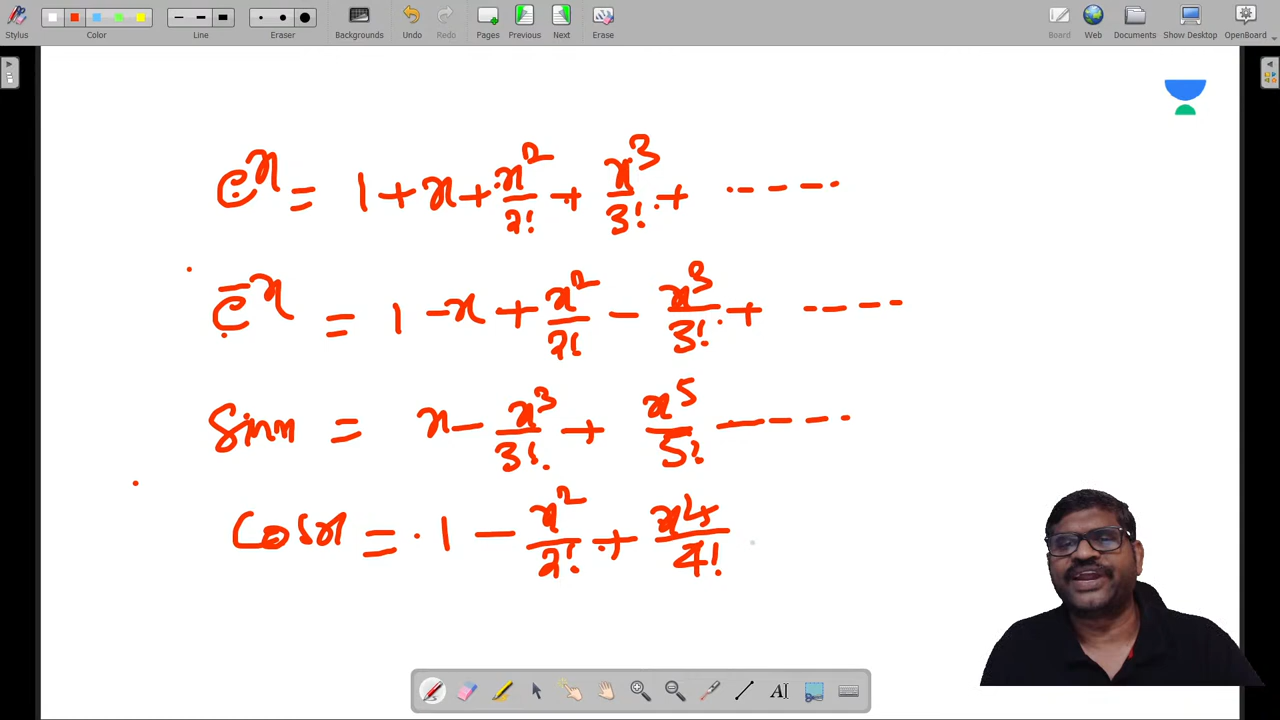 Stylus Color Line Eraser Backgrounds Undo Redo Pages Previous Next Erase Board Web Documents Show Desktop OpenBoard
e^x = 1 + x + x^2/2! + x^3/3! + -----
e^-x = 1 - x + x^2/2! - x^3/3! + -----
Sinx = x - x^3/3! + x^5/5! -----
Cosx = 1 - x^2/2! + x^4/4!